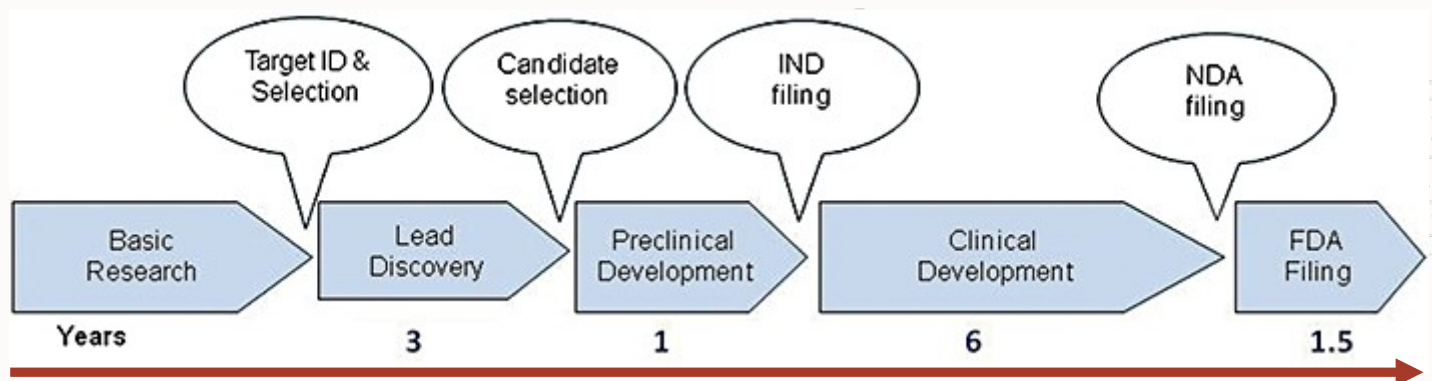 Target ID &
Selection
Candidate
selection
IND
filing
NDA
filing
Basic
Research
Lead
Discovery
Preclinical
Development
Clinical
Development
FDA
Filing
Years
3
1
6
1.5